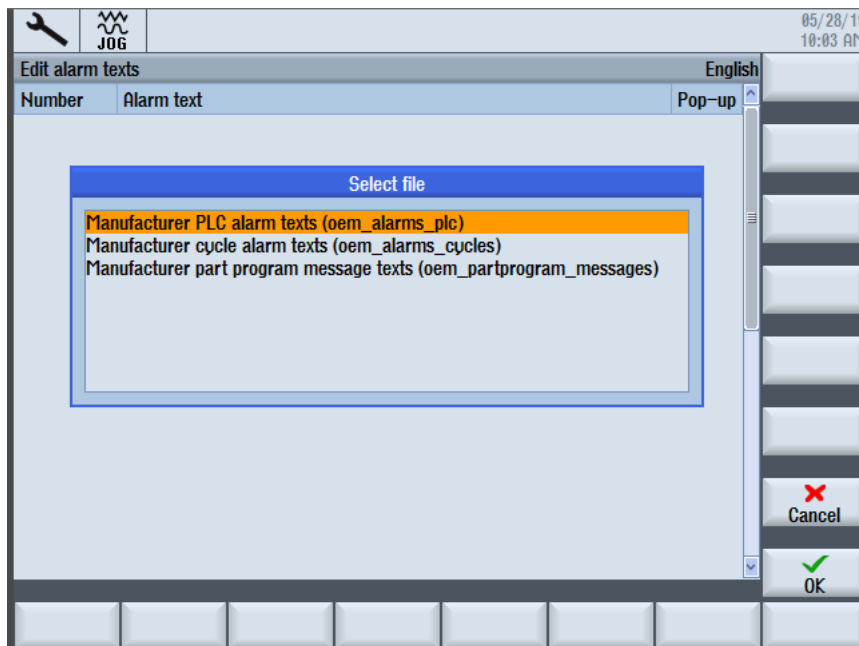 05/28/1
10:03 AM
JOG
Edit alarm texts English
Number Alarm text Pop-up
Select file
Manufacturer PLC alarm texts (oem_alarms_plc)
Manufacturer cycle alarm texts (oem_alarms_cycles)
Manufacturer part program message texts (oem_partprogram_messages)
Cancel
OK